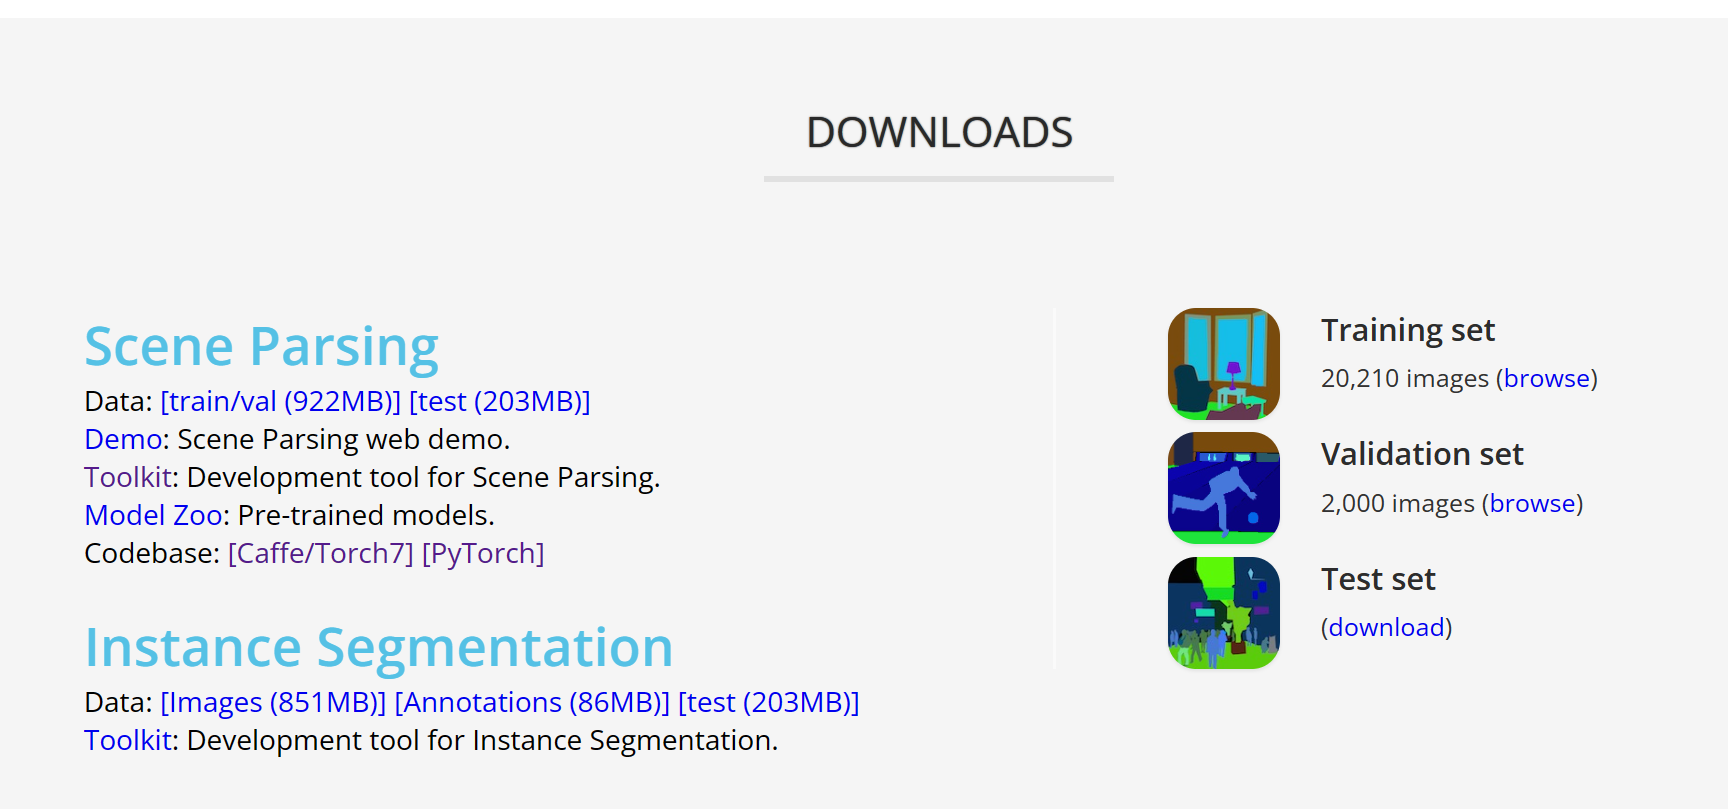 DOWNLOADS
Scene Parsing
Data: [train/val (922MB)] [test (203MB)]
Demo: Scene Parsing web demo.
Toolkit: Development tool for Scene Parsing.
Model Zoo: Pre-trained models.
Codebase: [Caffe/Torch7] [PyTorch]
Instance Segmentation
Data: [Images (851MB)] [Annotations (86MB)] [test (203MB)]
Toolkit: Development tool for Instance Segmentation.
Training set
20,210 images (browse)
Validation set
2,000 images (browse)
Test set
(download)